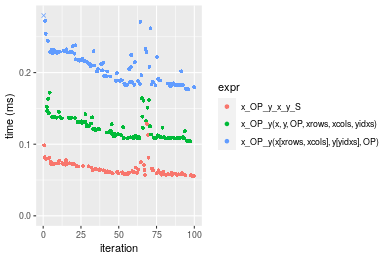 time (ms)
0.2
0.1
0.0
0
25
50
75
100
iteration
expr
x_OP_y_x_y_S
x_OP_y(x, y, OP, xrows, xcols, yidxs)
x_OP_y(x[xrows, xcols], y[yidxs], OP)